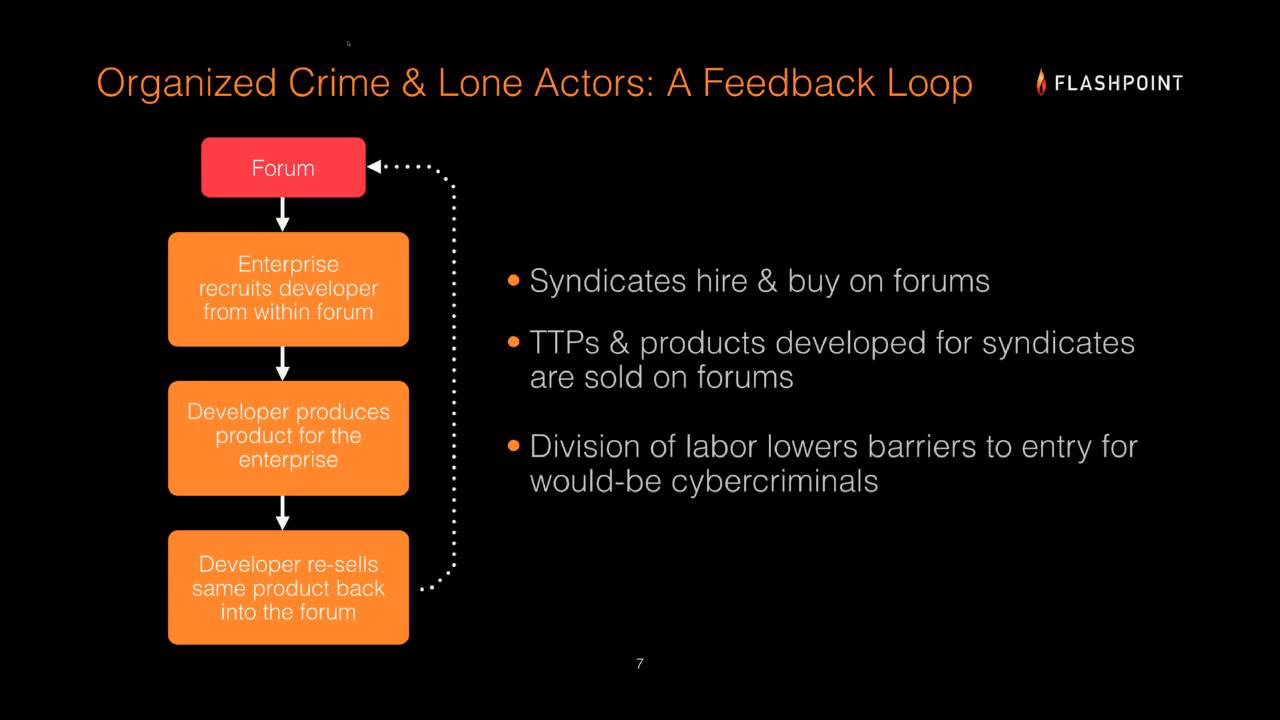 Organized Crime & Lone Actors: A Feedback Loop
FLASHPOINT
Forum
Enterprise
recruits developer
from within forum
Developer produces
product for the
enterprise
Developer re-sells
same product back
into the forum
Syndicates hire & buy on forums
TTPs & products developed for syndicates
are sold on forums
Division of labor lowers barriers to entry for
would-be cybercriminals
7